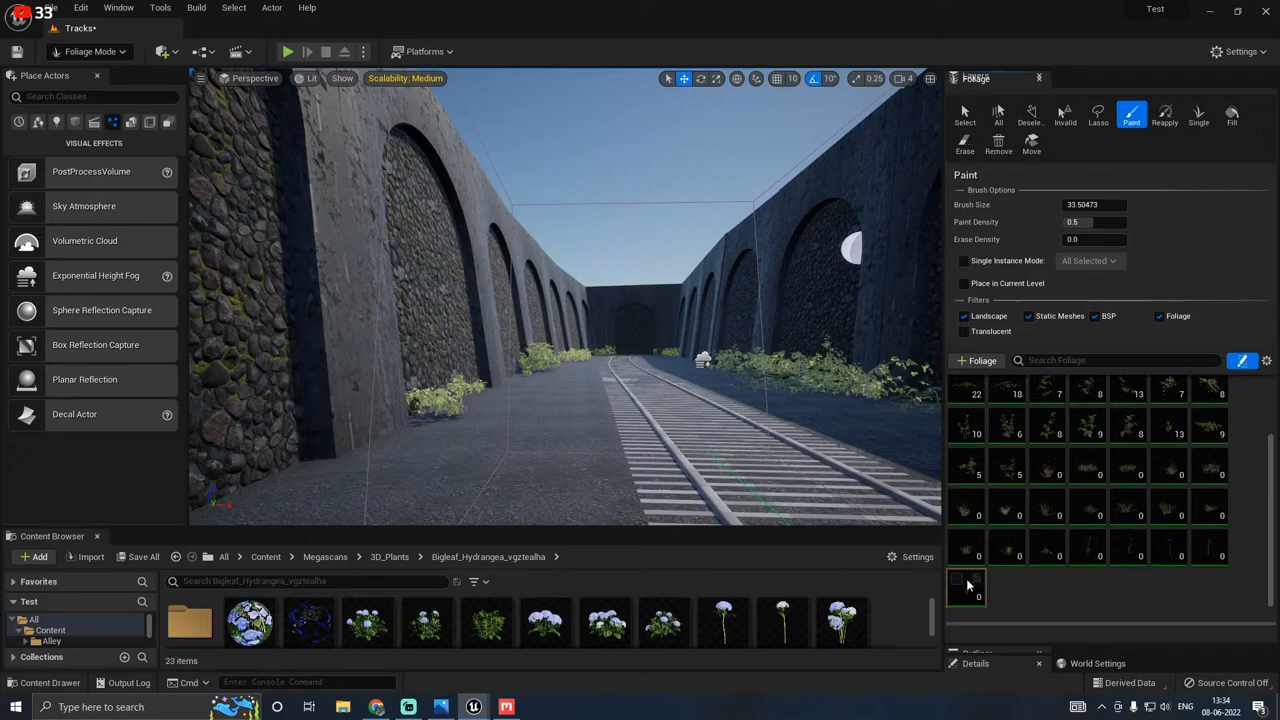 33
Edit Window Tools Build Select Actor Help Test
Tracks•
Foliage Mode Platforms Settings
Place Actors Perspective Lit Show Scalability: Medium 10 10° 0.25 4 Foliage
Search Classes
Select All Desele... Invalid Lasso Paint Reapply Single Fill
VISUAL EFFECTS
Erase Remove Move
PostProcessVolume
Paint
Brush Options
Sky Atmosphere
Brush Size 33.50473
Paint Density 0.5
Volumetric Cloud
Erase Density 0.0
Single Instance Mode: All Selected
Exponential Height Fog
Place in Current Level
Filters
Sphere Reflection Capture
Landscape Static Meshes BSP Foliage
Translucent
Box Reflection Capture
+ Foliage Search Foliage
Planar Reflection
22 18 7 8 13 7 8
Decal Actor
10 6 8 9 8 13 9
5 5 0 0 0 0 0
0 0 0 0 0 0 0
Content Browser
0 0 0 0 0 0 0
Add Import Save All All Content Megascans 3D_Plants Bigleaf_Hydrangea_vgztealha Settings
Favorites Search Bigleaf_Hydrangea_vgztealha
0
Test
All
Content
Alley
Collections 23 items
Details World Settings
Content Drawer Output Log Cmd Enter Console Command Derived Data Source Control Off
Type here to search ENG 13:34
08-06-2022 3